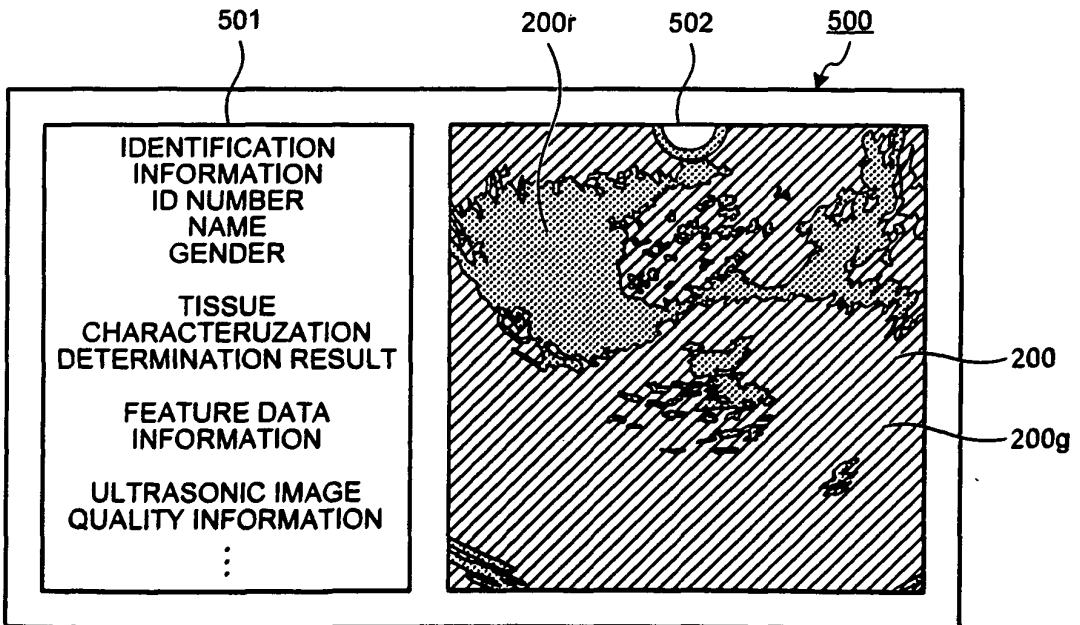 501
200r
502
500
IDENTIFICATION
INFORMATION
ID NUMBER
NAME
GENDER
TISSUE
CHARACTERUZATION
DETERMINATION RESULT
FEATURE DATA
INFORMATION
ULTRASONIC IMAGE
QUALITY INFORMATION
⋮
200
200g